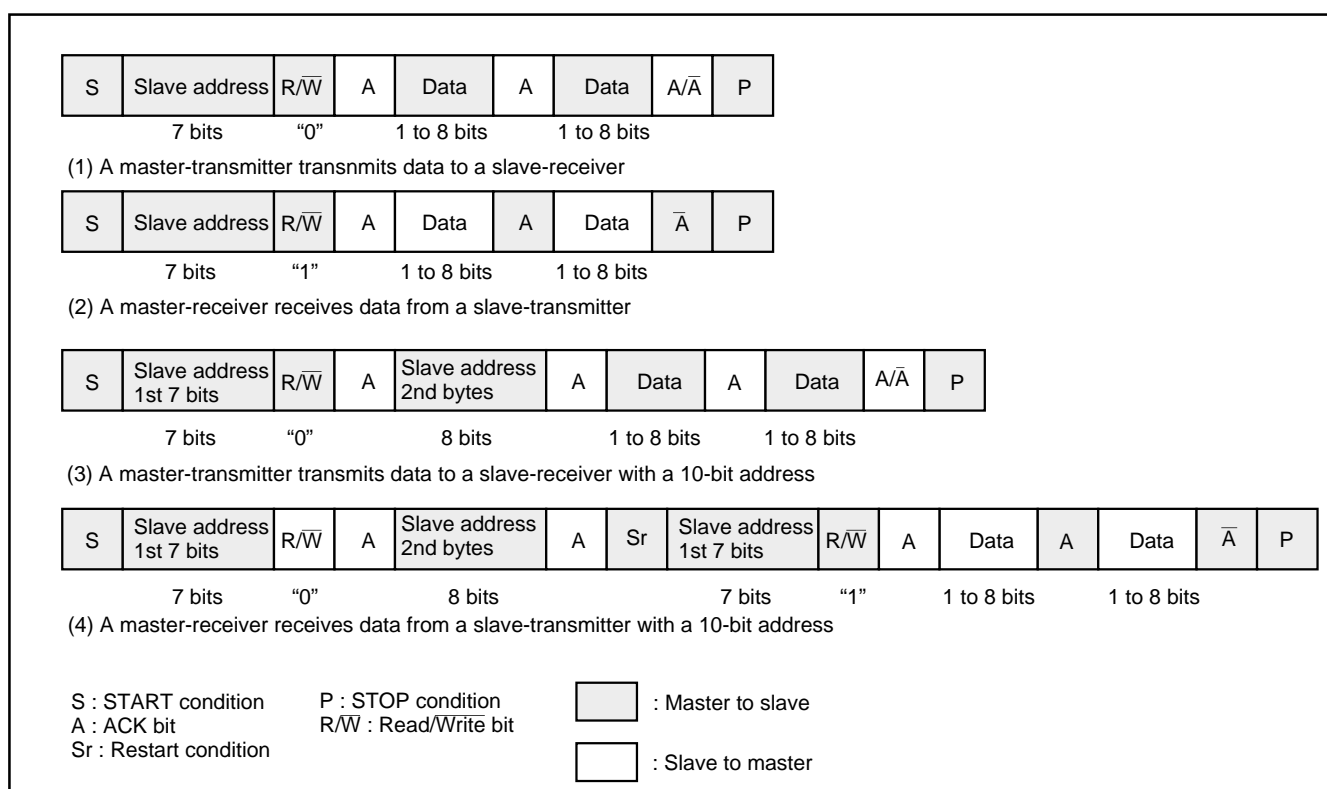 S Slave address R/W̅ A Data A Data A/A̅ P
7 bits “0” 1 to 8 bits 1 to 8 bits
(1) A master-transmitter transnmits data to a slave-receiver
S Slave address R/W̅ A Data A Data A̅ P
7 bits “1” 1 to 8 bits 1 to 8 bits
(2) A master-receiver receives data from a slave-transmitter
S Slave address 1st 7 bits R/W̅ A Slave address 2nd bytes A Data A Data A/A̅ P
7 bits “0” 8 bits 1 to 8 bits 1 to 8 bits
(3) A master-transmitter transmits data to a slave-receiver with a 10-bit address
S Slave address 1st 7 bits R/W̅ A Slave address 2nd bytes A Sr Slave address 1st 7 bits R/W̅ A Data A Data A̅ P
7 bits “0” 8 bits 7 bits “1” 1 to 8 bits 1 to 8 bits
(4) A master-receiver receives data from a slave-transmitter with a 10-bit address
S : START condition
A : ACK bit
Sr : Restart condition
P : STOP condition
R/W̅ : Read/W̅r̅i̅t̅e̅ bit
: Master to slave
: Slave to master